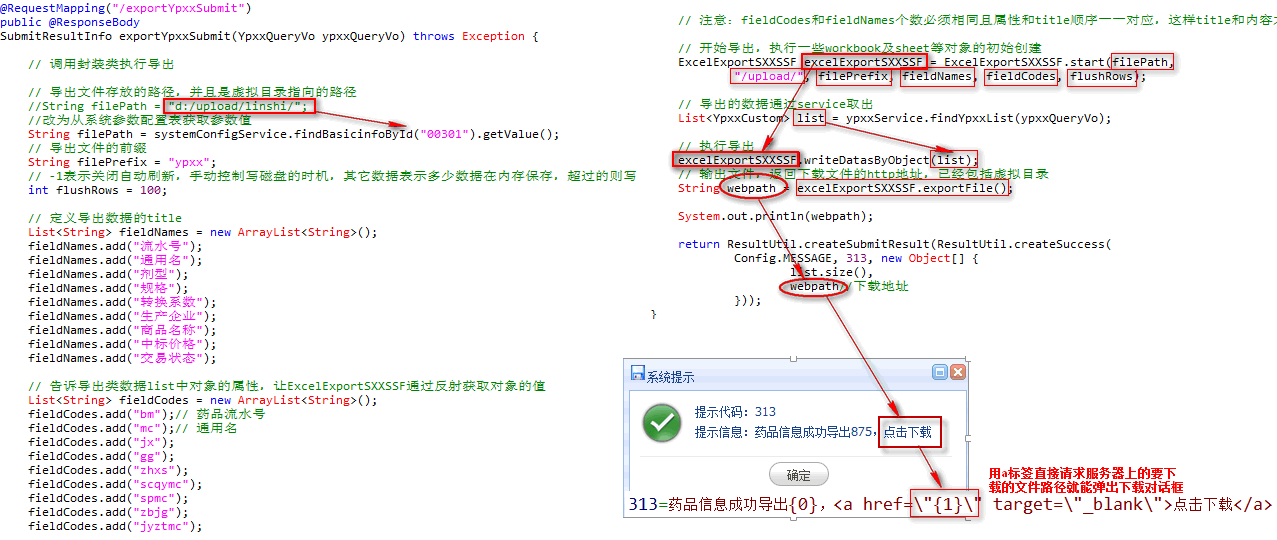 @RequestMapping("/exportYpxxSubmit")
public @ResponseBody
SubmitResultInfo exportYpxxSubmit(YpxxQueryVo ypxxQueryVo) throws Exception {
// 调用封装类执行导出
// 导出文件存放的路径，并且是虚拟目录指向的路径
//String filePath = "d:/upload/linshi/";
//改为从系统参数配置表获取参数值
String filePath = systemConfigService.findBasicinfoById("00301").getValue();
// 导出文件的前缀
String filePrefix = "ypxx";
// -1表示关闭自动刷新，手动控制写磁盘的时机，其它数据表示多少数据在内存保存，超过的则写
int flushRows = 100;
// 定义导出数据的title
List<String> fieldNames = new ArrayList<String>();
fieldNames.add("流水号");
fieldNames.add("通用名");
fieldNames.add("剂型");
fieldNames.add("规格");
fieldNames.add("转换系数");
fieldNames.add("生产企业");
fieldNames.add("商品名称");
fieldNames.add("中标价格");
fieldNames.add("交易状态");
// 告诉导出类数据list中对象的属性，让ExcelExportSXXSSF通过反射获取对象的值
List<String> fieldCodes = new ArrayList<String>();
fieldCodes.add("bm");// 药品流水号
fieldCodes.add("mc");// 通用名
fieldCodes.add("jx");
fieldCodes.add("gg");
fieldCodes.add("zhxs");
fieldCodes.add("scqymc");
fieldCodes.add("spmc");
fieldCodes.add("zbjg");
fieldCodes.add("jyztmc");
// 注意：fieldCodes和fieldNames个数必须相同且属性和title顺序一一对应，这样title和内容
// 开始导出，执行一些workbook及sheet等对象的初始创建
ExcelExportSXXSSF excelExportSXXSSF = ExcelExportSXXSSF.start(filePath,
"/upload/", filePrefix, fieldNames, fieldCodes, flushRows);
// 导出的数据通过service取出
List<YpxxCustom> list = ypxxService.findYpxxList(ypxxQueryVo);
// 执行导出
excelExportSXXSSF.writeDatasByObject(list);
// 输出文件，返回下载文件的http地址，已经包括虚拟目录
String webpath = excelExportSXXSSF.exportFile();
System.out.println(webpath);
return ResultUtil.createSubmitResult(ResultUtil.createSuccess(
Config.MESSAGE, 313, new Object[] {
list.size(),
webpath//下载地址
}));
}
系统提示
提示代码：313
提示信息：药品信息成功导出875，点击下载
确定
用a标签直接请求服务器上的要下
载的文件路径就能弹出下载对话框
313=药品信息成功导出{0}，<a href=\"{1}\" target=\"_blank\">点击下载</a>